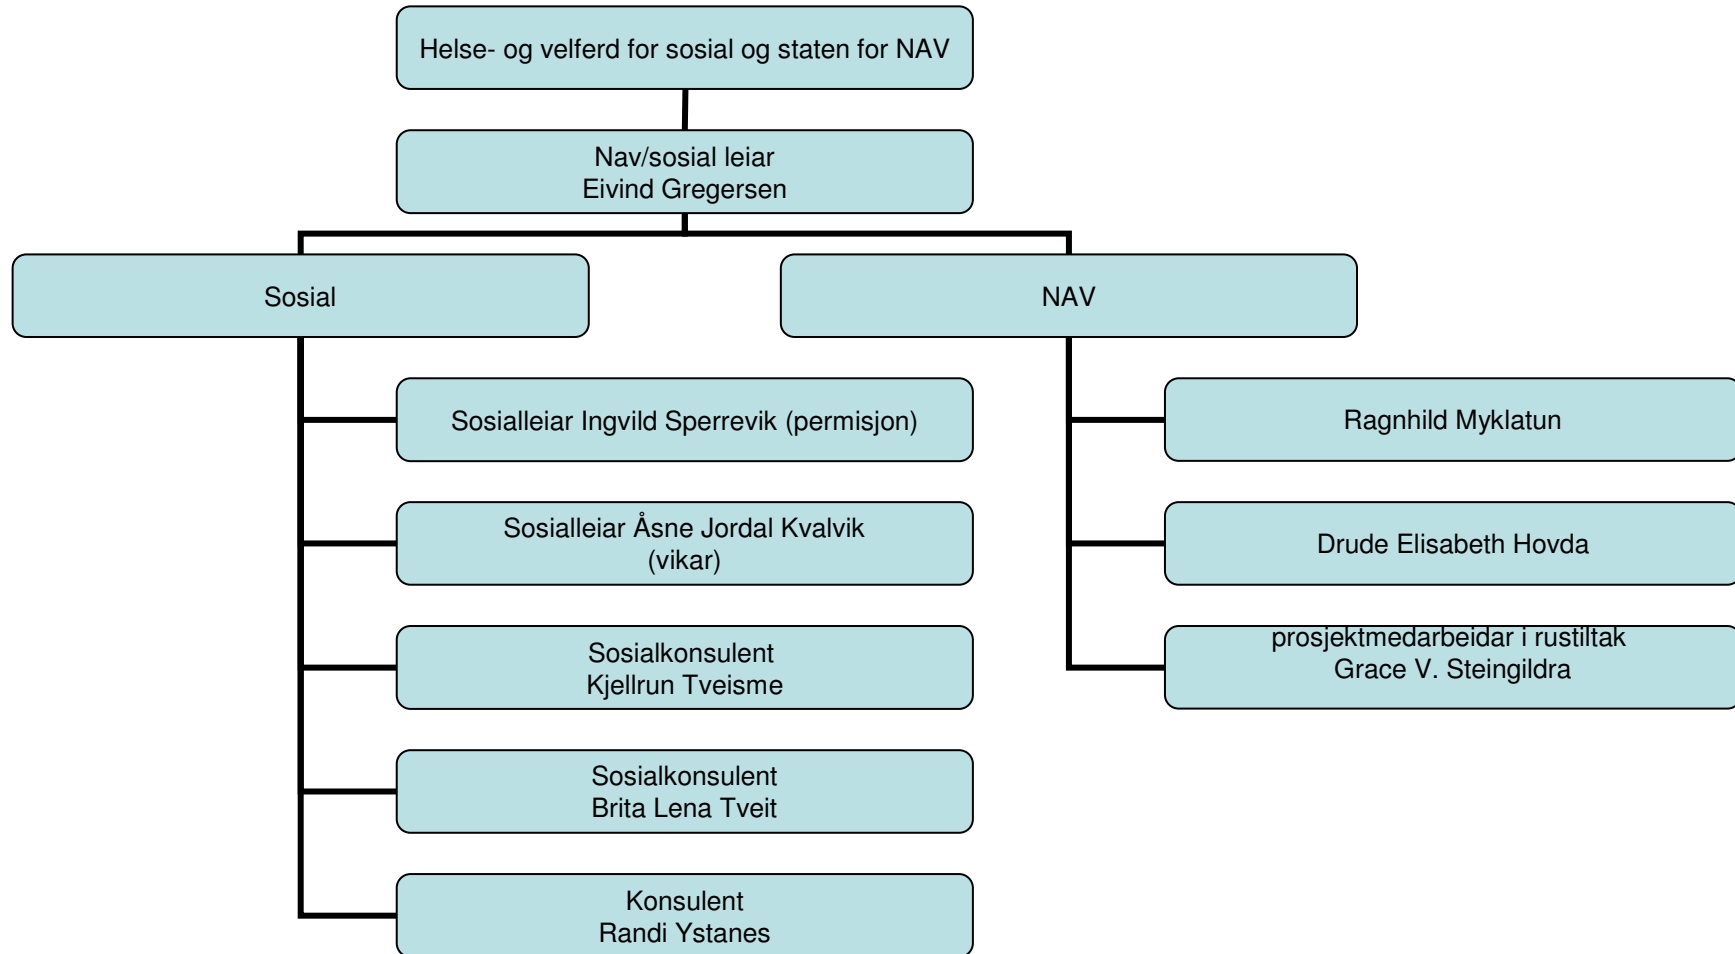 Helse- og velferd for sosial og staten for NAV
Nav/sosial leiar
Eivind Gregersen
Sosial
NAV
Sosialleiar Ingvild Sperrevik (permisjon)
Sosialleiar Åsne Jordal Kvalvik
(vikar)
Sosialkonsulent
Kjellrun Tveisme
Sosialkonsulent
Brita Lena Tveit
Konsulent
Randi Ystanes
Ragnhild Myklatun
Drude Elisabeth Hovda
prosjektmedarbeidar i rustiltak
Grace V. Steingildra